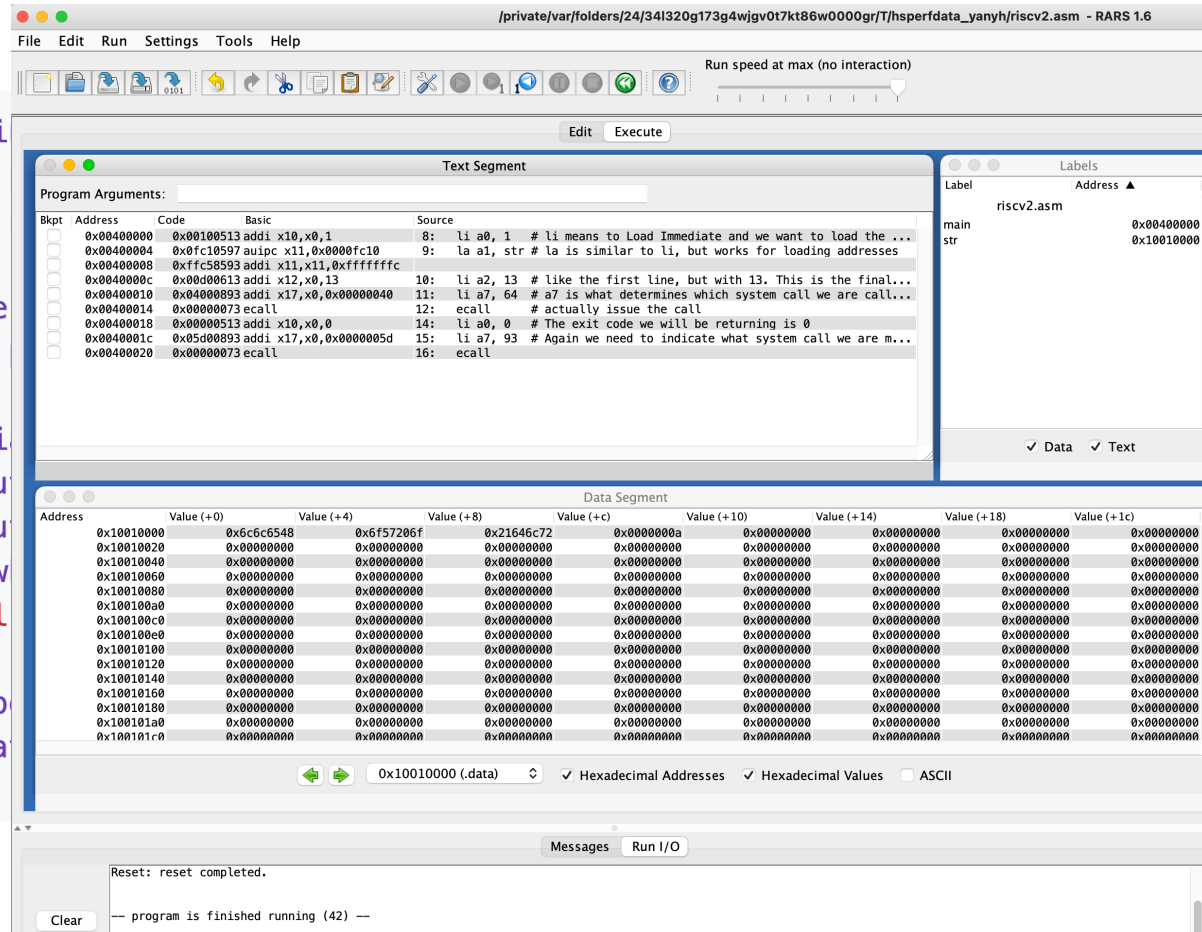 /private/var/folders/24/34l320g173g4wjgv0t7kt86w0000gr/T/hsperfdata_yanyh/riscv2.asm - RARS 1.6
File Edit Run Settings Tools Help
Run speed at max (no interaction)
Edit Execute
Text Segment
Program Arguments:
Bkpt Address Code Basic Source
0x00400000 0x00100513 addi x10,x0,1 8: li a0, 1 # li means to Load Immediate and we want to load the ...
0x00400004 0x0fc10597 auipc x11,0x0000fc10 9: la a1, str # la is similar to li, but works for loading addresses
0x00400008 0xffc58593 addi x11,x11,0xfffffffc
0x0040000c 0x00d00613 addi x12,x0,13 10: li a2, 13 # like the first line, but with 13. This is the final...
0x00400010 0x04000893 addi x17,x0,0x00000040 11: li a7, 64 # a7 is what determines which system call we are call...
0x00400014 0x00000073 ecall 12: ecall # actually issue the call
0x00400018 0x00000513 addi x10,x0,0 14: li a0, 0 # The exit code we will be returning is 0
0x0040001c 0x05d00893 addi x17,x0,0x0000005d 15: li a7, 93 # Again we need to indicate what system call we are m...
0x00400020 0x00000073 ecall 16: ecall
Labels
Label Address ▲
riscv2.asm
main 0x00400000
str 0x10010000
Data Text
Data Segment
Address Value (+0) Value (+4) Value (+8) Value (+c) Value (+10) Value (+14) Value (+18) Value (+1c)
0x10010000 0x6c6c6548 0x6f57206f 0x21646c72 0x0000000a 0x00000000 0x00000000 0x00000000 0x00000000
0x10010020 0x00000000 0x00000000 0x00000000 0x00000000 0x00000000 0x00000000 0x00000000 0x00000000
0x10010040 0x00000000 0x00000000 0x00000000 0x00000000 0x00000000 0x00000000 0x00000000 0x00000000
0x10010060 0x00000000 0x00000000 0x00000000 0x00000000 0x00000000 0x00000000 0x00000000 0x00000000
0x10010080 0x00000000 0x00000000 0x00000000 0x00000000 0x00000000 0x00000000 0x00000000 0x00000000
0x100100a0 0x00000000 0x00000000 0x00000000 0x00000000 0x00000000 0x00000000 0x00000000 0x00000000
0x100100c0 0x00000000 0x00000000 0x00000000 0x00000000 0x00000000 0x00000000 0x00000000 0x00000000
0x100100e0 0x00000000 0x00000000 0x00000000 0x00000000 0x00000000 0x00000000 0x00000000 0x00000000
0x10010100 0x00000000 0x00000000 0x00000000 0x00000000 0x00000000 0x00000000 0x00000000 0x00000000
0x10010120 0x00000000 0x00000000 0x00000000 0x00000000 0x00000000 0x00000000 0x00000000 0x00000000
0x10010140 0x00000000 0x00000000 0x00000000 0x00000000 0x00000000 0x00000000 0x00000000 0x00000000
0x10010160 0x00000000 0x00000000 0x00000000 0x00000000 0x00000000 0x00000000 0x00000000 0x00000000
0x10010180 0x00000000 0x00000000 0x00000000 0x00000000 0x00000000 0x00000000 0x00000000 0x00000000
0x100101a0 0x00000000 0x00000000 0x00000000 0x00000000 0x00000000 0x00000000 0x00000000 0x00000000
0x100101c0 0x00000000 0x00000000 0x00000000 0x00000000 0x00000000 0x00000000 0x00000000 0x00000000
0x10010000 (.data) Hexadecimal Addresses Hexadecimal Values ASCII
Messages Run I/O
Reset: reset completed.
Clear
-- program is finished running (42) --